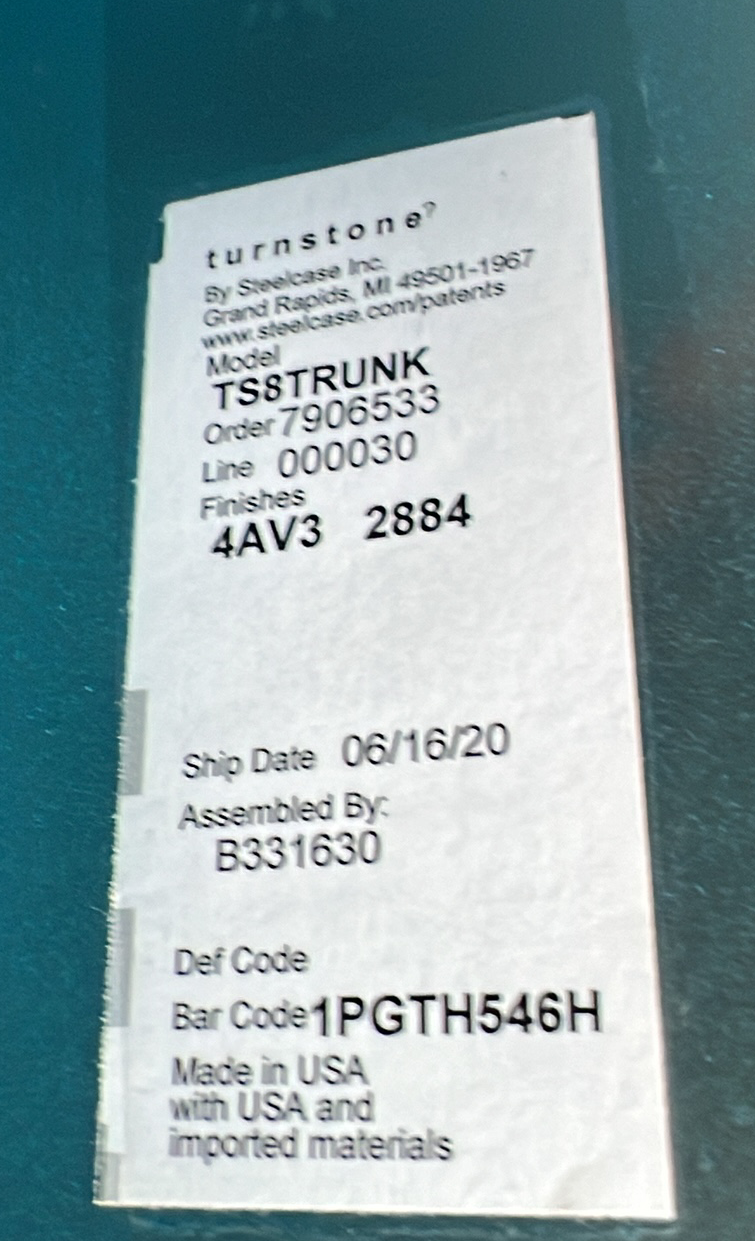 turnstone
By Steelcase Inc.
Grand Rapids, MI 49501-1967
www.steelcase.com/patents
Model
TS8TRUNK
Order 7906533
Line 000030
Finishes
4AV3 2884
Ship Date 06/16/20
Assembled By:
B331630
Def Code
Bar Code 1PGTH546H
Made in USA
with USA and
imported materials